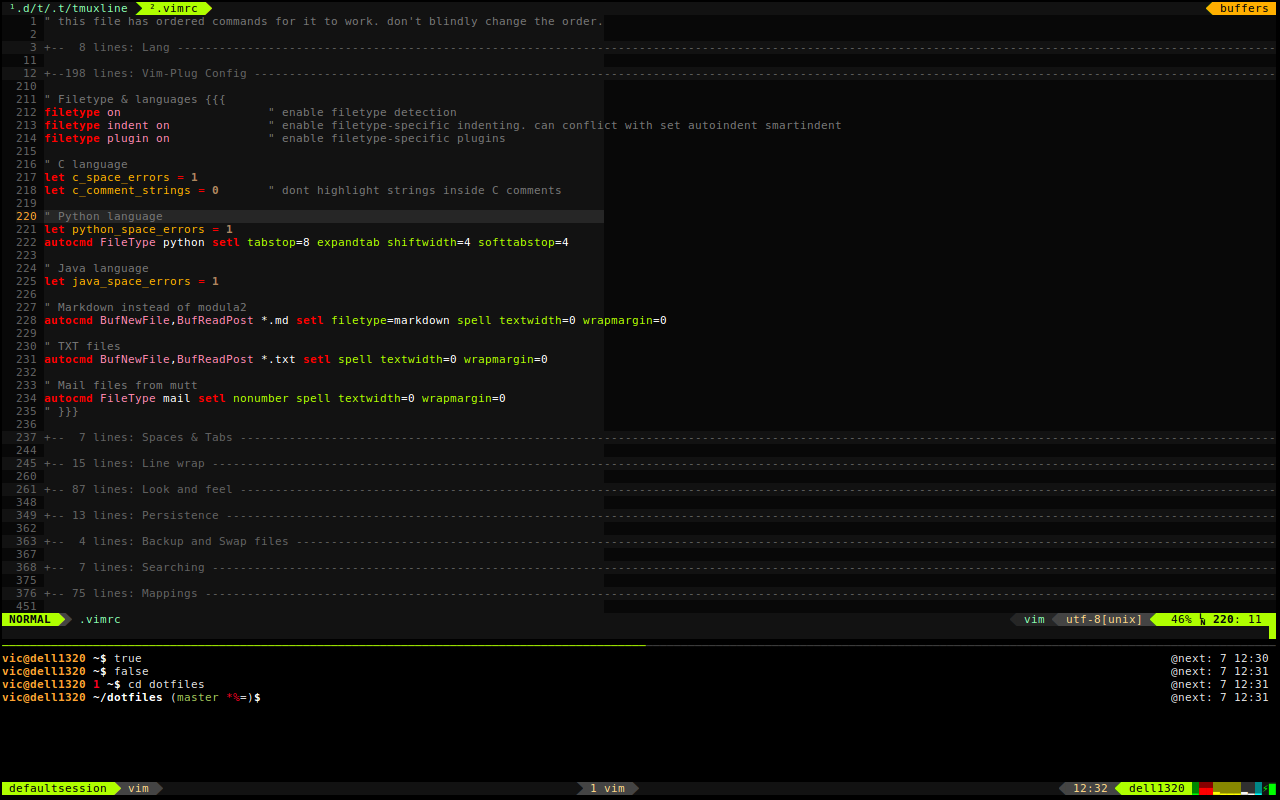 ¹.d/t/.t/tmuxline ².vimrc buffers
1 " this file has ordered commands for it to work. don't blindly change the order.
2
3 +-- 8 lines: Lang ----------------------------------------
11
12 +--198 lines: Vim-Plug Config ----------------------------------------
210
211 " Filetype & languages {{{
212 filetype on " enable filetype detection
213 filetype indent on " enable filetype-specific indenting. can conflict with set autoindent smartindent
214 filetype plugin on " enable filetype-specific plugins
215
216 " C language
217 let c_space_errors = 1
218 let c_comment_strings = 0 " dont highlight strings inside C comments
219
220 " Python language
221 let python_space_errors = 1
222 autocmd FileType python setl tabstop=8 expandtab shiftwidth=4 softtabstop=4
223
224 " Java language
225 let java_space_errors = 1
226
227 " Markdown instead of modula2
228 autocmd BufNewFile,BufReadPost *.md setl filetype=markdown spell textwidth=0 wrapmargin=0
229
230 " TXT files
231 autocmd BufNewFile,BufReadPost *.txt setl spell textwidth=0 wrapmargin=0
232
233 " Mail files from mutt
234 autocmd FileType mail setl nonumber spell textwidth=0 wrapmargin=0
235 " }}}
236
237 +-- 7 lines: Spaces & Tabs ----------------------------------------
244
245 +-- 15 lines: Line wrap ----------------------------------------
260
261 +-- 87 lines: Look and feel ----------------------------------------
348
349 +-- 13 lines: Persistence ----------------------------------------
362
363 +-- 4 lines: Backup and Swap files ----------------------------------------
367
368 +-- 7 lines: Searching ----------------------------------------
375
376 +-- 75 lines: Mappings ----------------------------------------
451
NORMAL .vimrc vim utf-8[unix] 46% 220: 11
vic@dell1320 ~$ true @next: 7 12:30
vic@dell1320 ~$ false @next: 7 12:31
vic@dell1320 1 ~$ cd dotfiles @next: 7 12:31
vic@dell1320 ~/dotfiles (master *%=)$ @next: 7 12:31
defaultsession vim 1 vim 12:32 dell1320